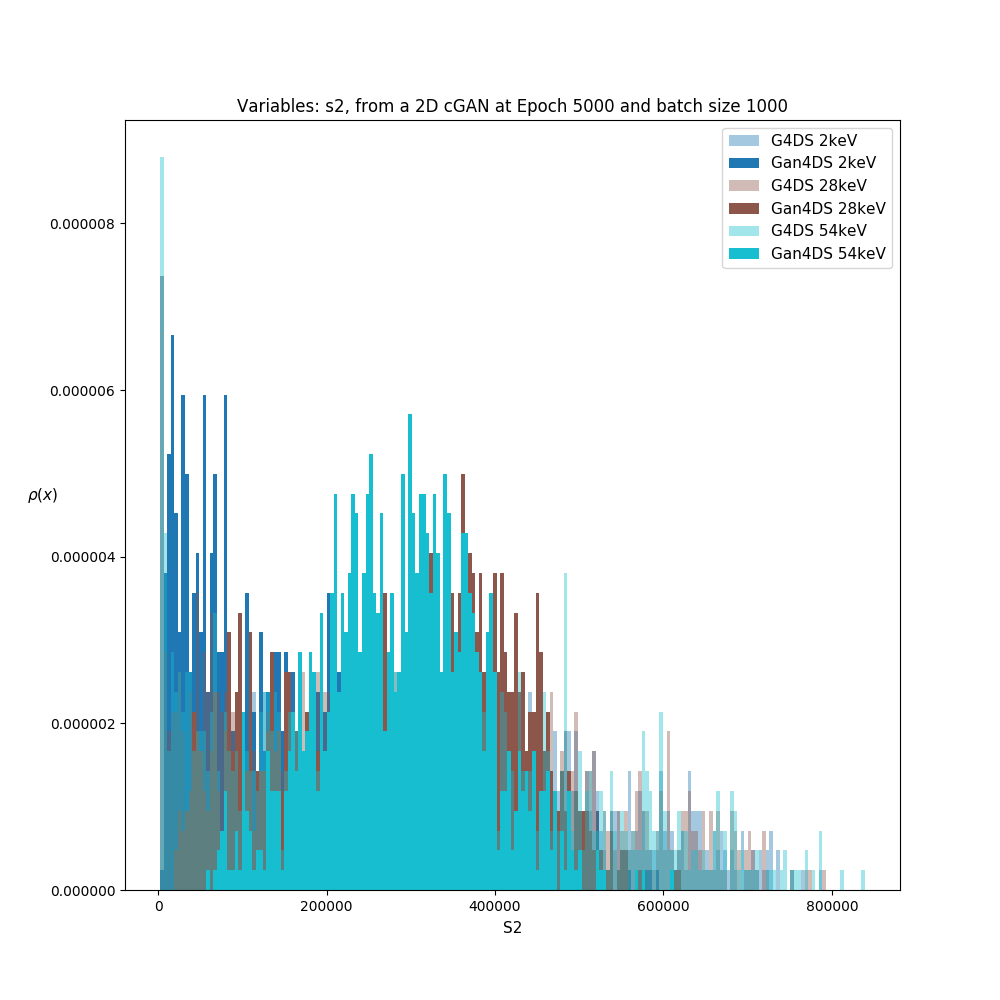 Variables: s2, from a 2D cGAN at Epoch 5000 and batch size 1000
G4DS 2keV
Gan4DS 2keV
G4DS 28keV
Gan4DS 28keV
G4DS 54keV
Gan4DS 54keV
0.000008
0.000006
ρ(x)
0.000004
0.000002
0.000000
0 200000 400000 600000 800000
S2